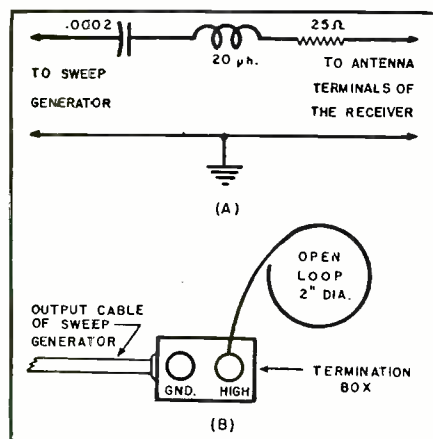 .0002
25Ω
20 μh.
TO SWEEP
GENERATOR
TO ANTENNA
TERMINALS OF
THE RECEIVER
(A)
OPEN
LOOP
2" DIA.
OUTPUT CABLE
OF SWEEP
GENERATOR
TERMINATION
BOX
GND.
HIGH
(B)